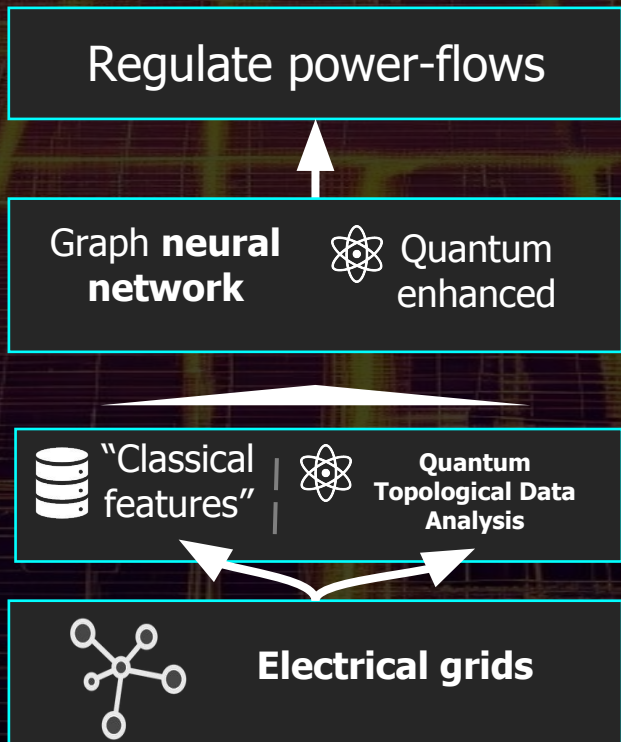 Regulate power-flows
Graph neural
network
Quantum
enhanced
“Classical
features”
Quantum
Topological Data
Analysis
Electrical grids